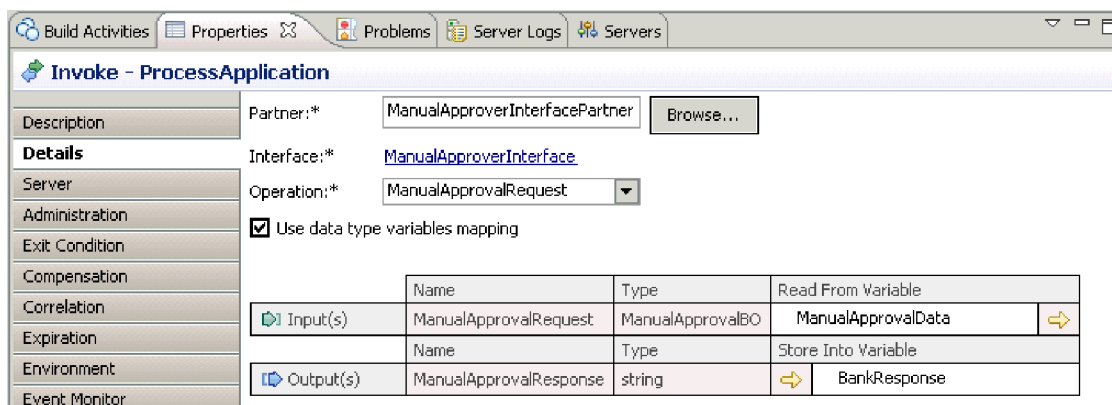 Build Activities Properties Problems Server Logs Servers
Invoke - ProcessApplication
Description
Details
Server
Administration
Exit Condition
Compensation
Correlation
Expiration
Environment
Event Monitor
Partner:* ManualApproverInterfacePartner Browse...
Interface:* ManualApproverInterface
Operation:* ManualApprovalRequest
Use data type variables mapping
Name Type Read From Variable
Input(s) ManualApprovalRequest ManualApprovalBO ManualApprovalData
Name Type Store Into Variable
Output(s) ManualApprovalResponse string BankResponse